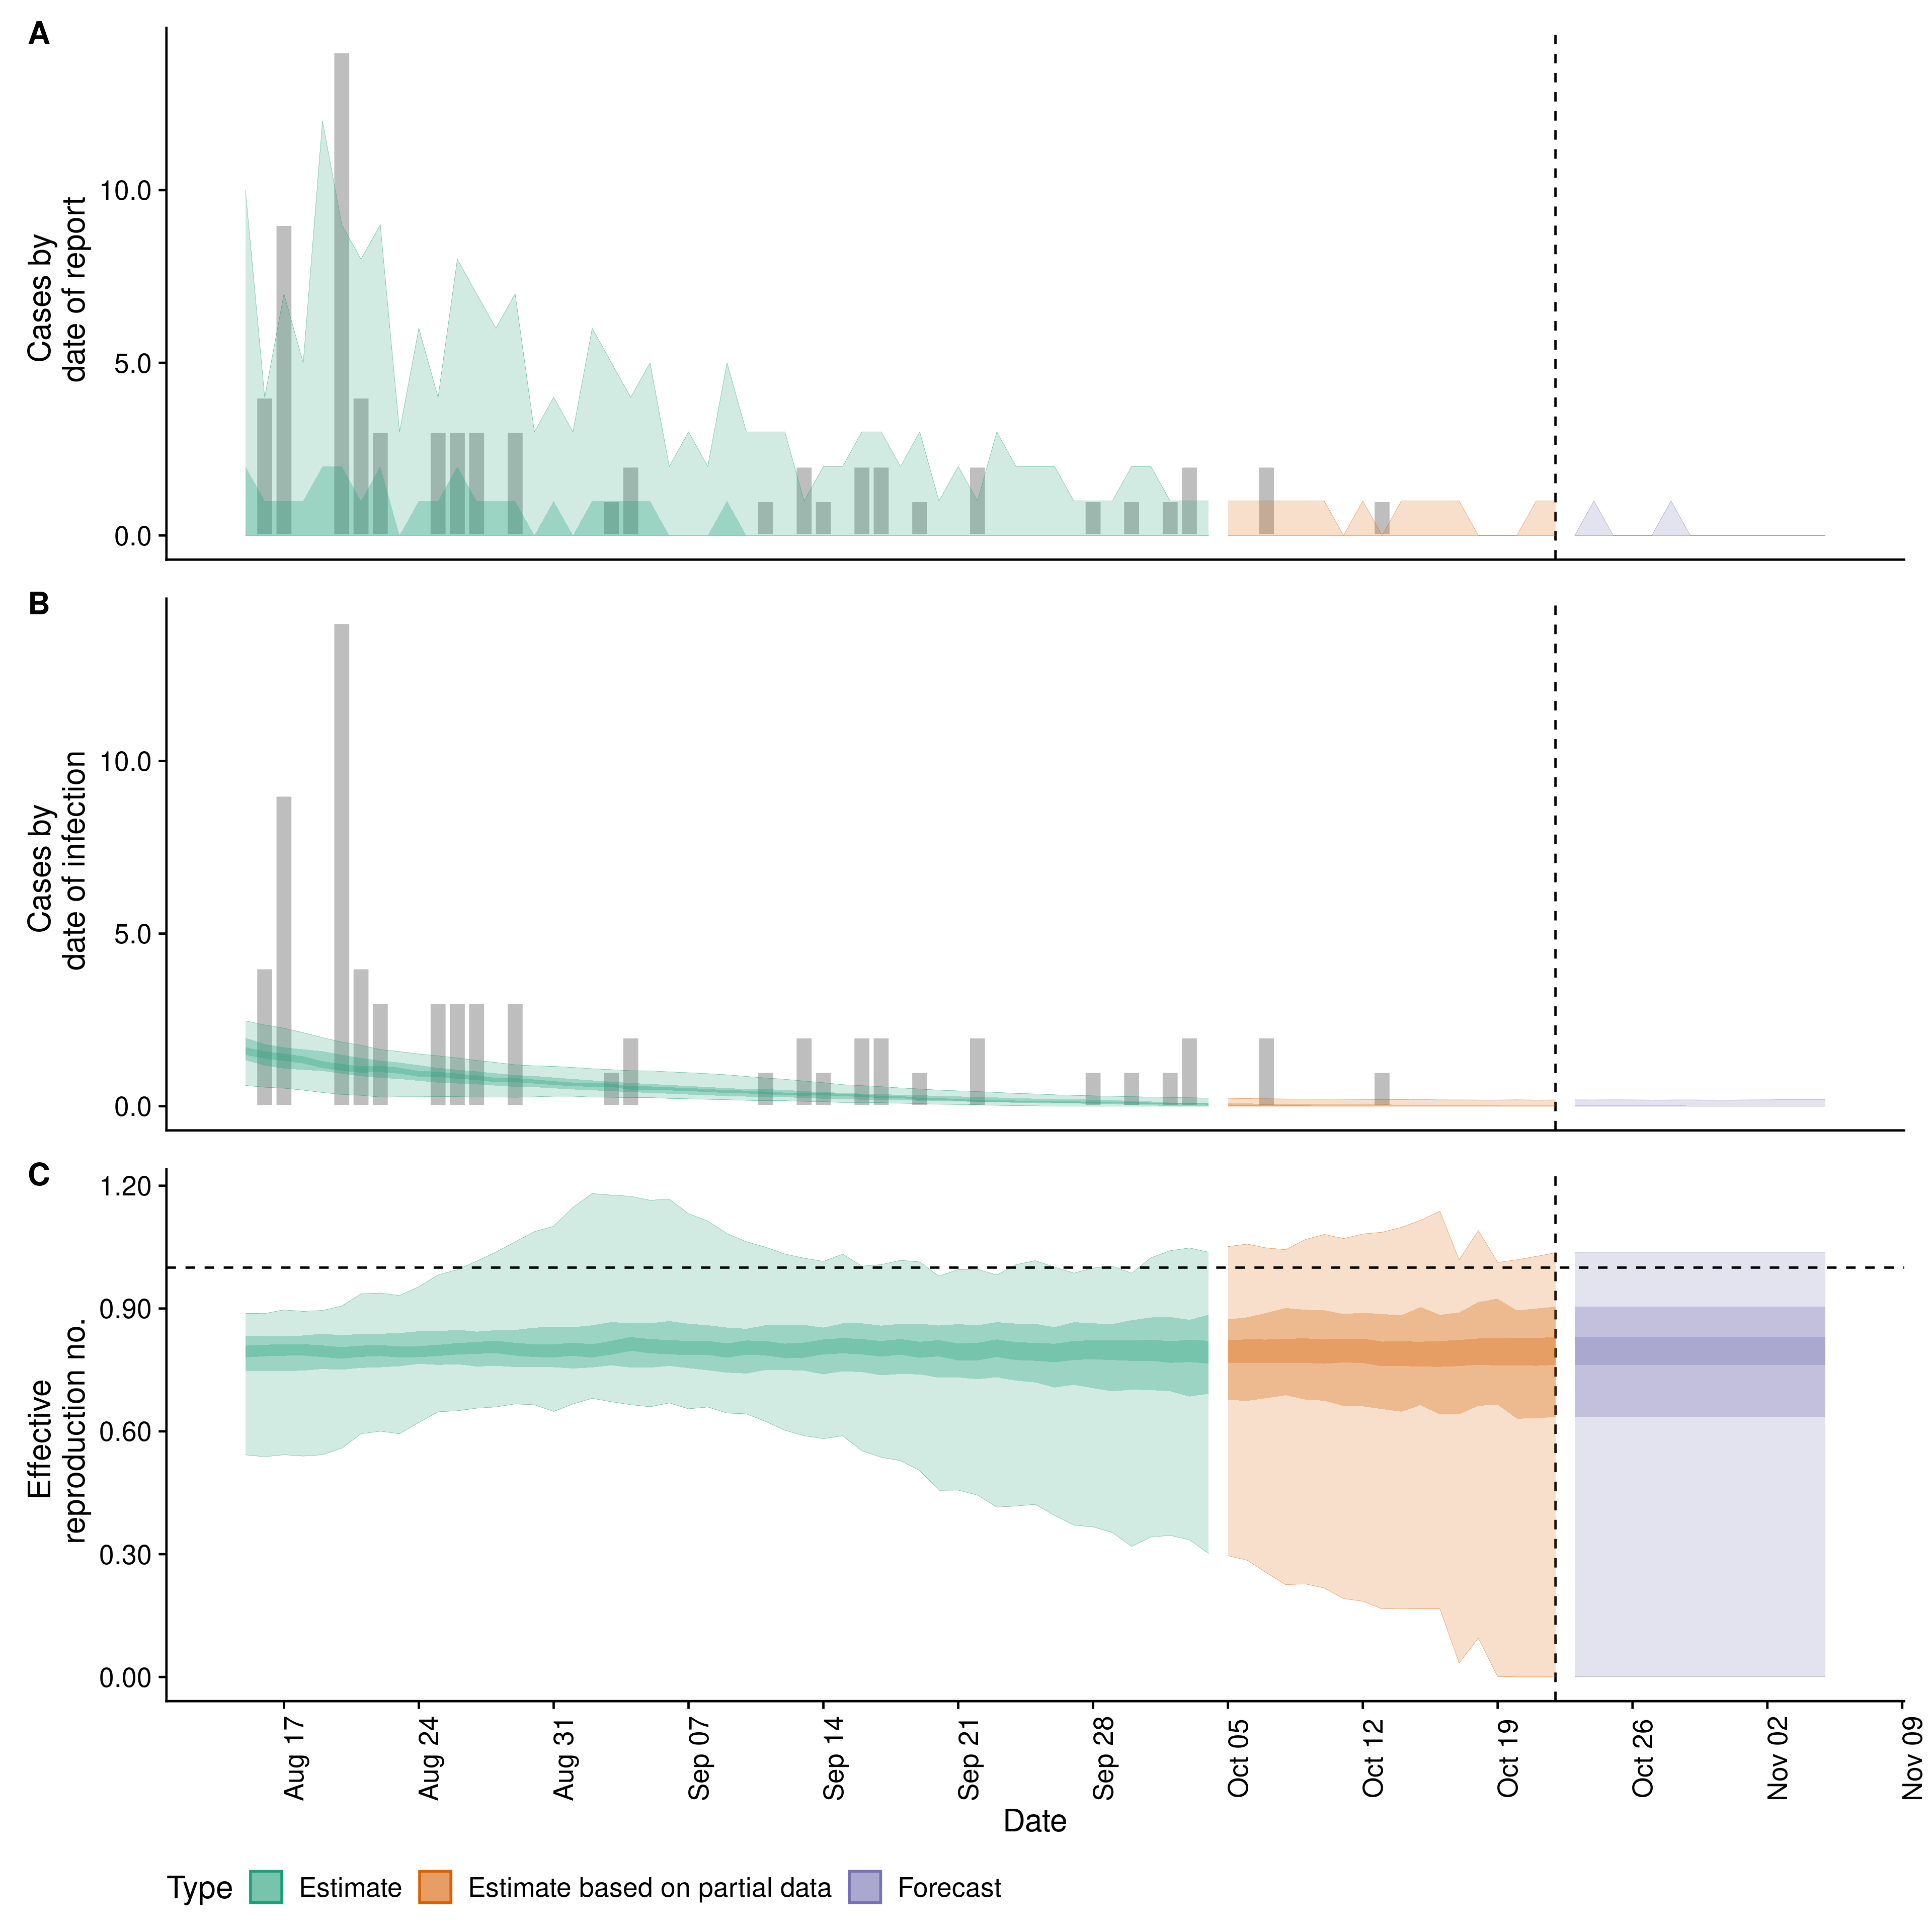 A
Cases by
date of report
10.0
5.0
0.0
B
Cases by
date of infection
10.0
5.0
0.0
C
Effective
reproduction no.
1.20
0.90
0.60
0.30
0.00
Aug 17
Aug 24
Aug 31
Sep 07
Sep 14
Sep 21
Sep 28
Oct 05
Oct 12
Oct 19
Oct 26
Nov 02
Nov 09
Date
Type Estimate Estimate based on partial data Forecast